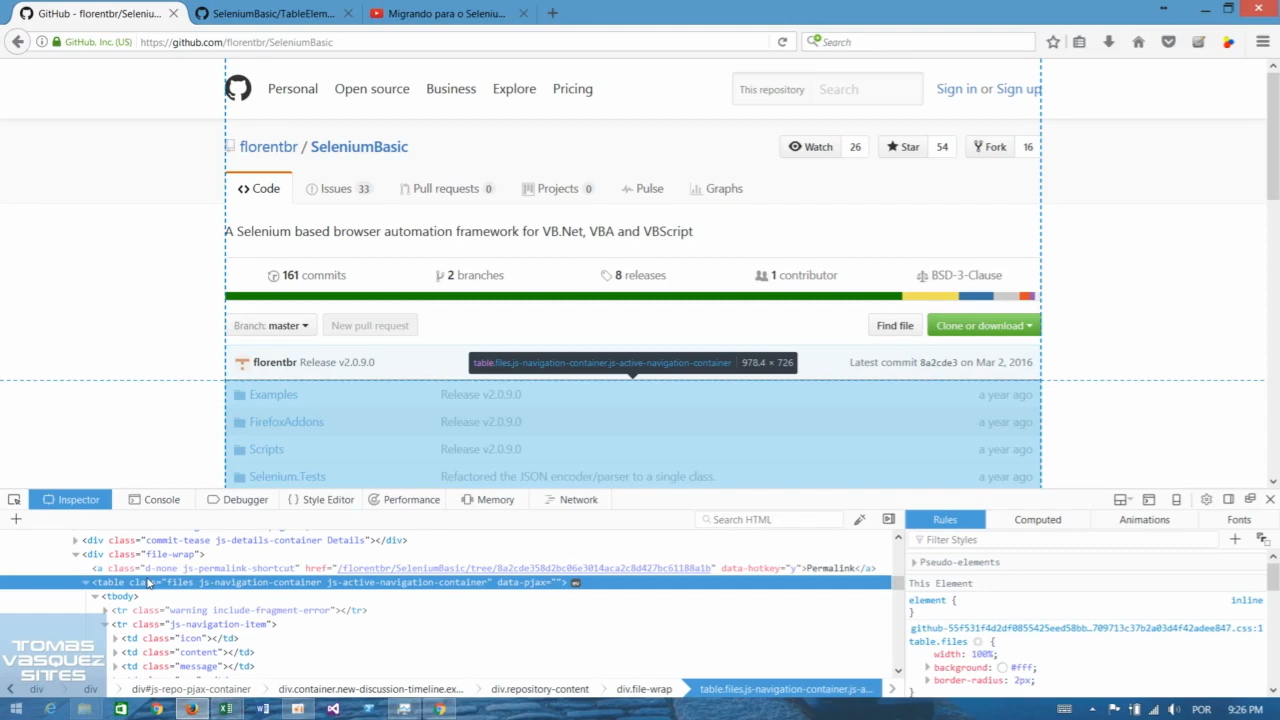 GitHub - florentbr/Seleniu...
SeleniumBasic/TableElem...
Migrando para o Seleniu...
GitHub, Inc. (US)
https://github.com/florentbr/SeleniumBasic
Search
Personal
Open source
Business
Explore
Pricing
This repository
Search
Sign in or Sign up
florentbr / SeleniumBasic
Watch 26
Star 54
Fork 16
<> Code
Issues 33
Pull requests 0
Projects 0
Pulse
Graphs
A Selenium based browser automation framework for VB.Net, VBA and VBScript
161 commits
2 branches
8 releases
1 contributor
BSD-3-Clause
Branch: master
New pull request
Find file
Clone or download
florentbr Release v2.0.9.0
table.files.js-navigation-container.js-active-navigation-container
978.4 × 726
Latest commit 8a2cde3 on Mar 2, 2016
Examples
Release v2.0.9.0
a year ago
FirefoxAddons
Release v2.0.9.0
a year ago
Scripts
Release v2.0.9.0
a year ago
Selenium.Tests
Refactored the JSON encoder/parser to a single class.
a year ago
Inspector
Console
Debugger
{ } Style Editor
Performance
Memory
Network
Search HTML
Rules
Computed
Animations
Fonts
<div class="commit-tease js-details-container Details"></div>
<div class="file-wrap">
<a class="d-none js-permalink-shortcut" href="/florentbr/SeleniumBasic/tree/8a2cde358d2bc06e3014aca2c8d427bc61188a1b" data-hotkey="y">Permalink</a>
<table class="files js-navigation-container js-active-navigation-container" data-pjax="">
<tbody>
<tr class="warning include-fragment-error"></tr>
<tr class="js-navigation-item">
<td class="icon"></td>
<td class="content"></td>
<td class="message"></td>
Filter Styles
Pseudo-elements
This Element
element {
inline
}
github-55f531f4d2df0855425eed58bb…709713c37b2a03d4f42adee847.css:1
table.files {
width: 100%;
background: #fff;
border-radius: 2px;
div
div
div#js-repo-pjax-container
div.container.new-discussion-timeline.ex...
div.repository-content
div.file-wrap
table.files.js-navigation-container.js-a...
TOMAS
VASQUEZ
SITES
POR
9:26 PM